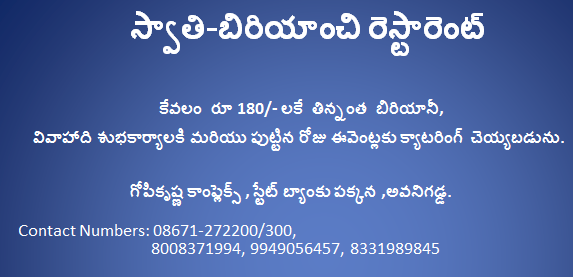 స్వాతి-బిరియాంచి రెస్టారెంట్
కేవలం రూ 180/- లకే తిన్నంత బిరియానీ,
వివాహాది శుభకార్యాలకి మరియు పుట్టిన రోజు ఈవెంట్లకు క్యాటరింగ్ చెయ్యబడును.
గోపికృష్ణ కాంప్లెక్స్ , స్టేట్ బ్యాంకు పక్కన ,అవనిగడ్డ.
Contact Numbers: 08671-272200/300,
8008371994, 9949056457, 8331989845